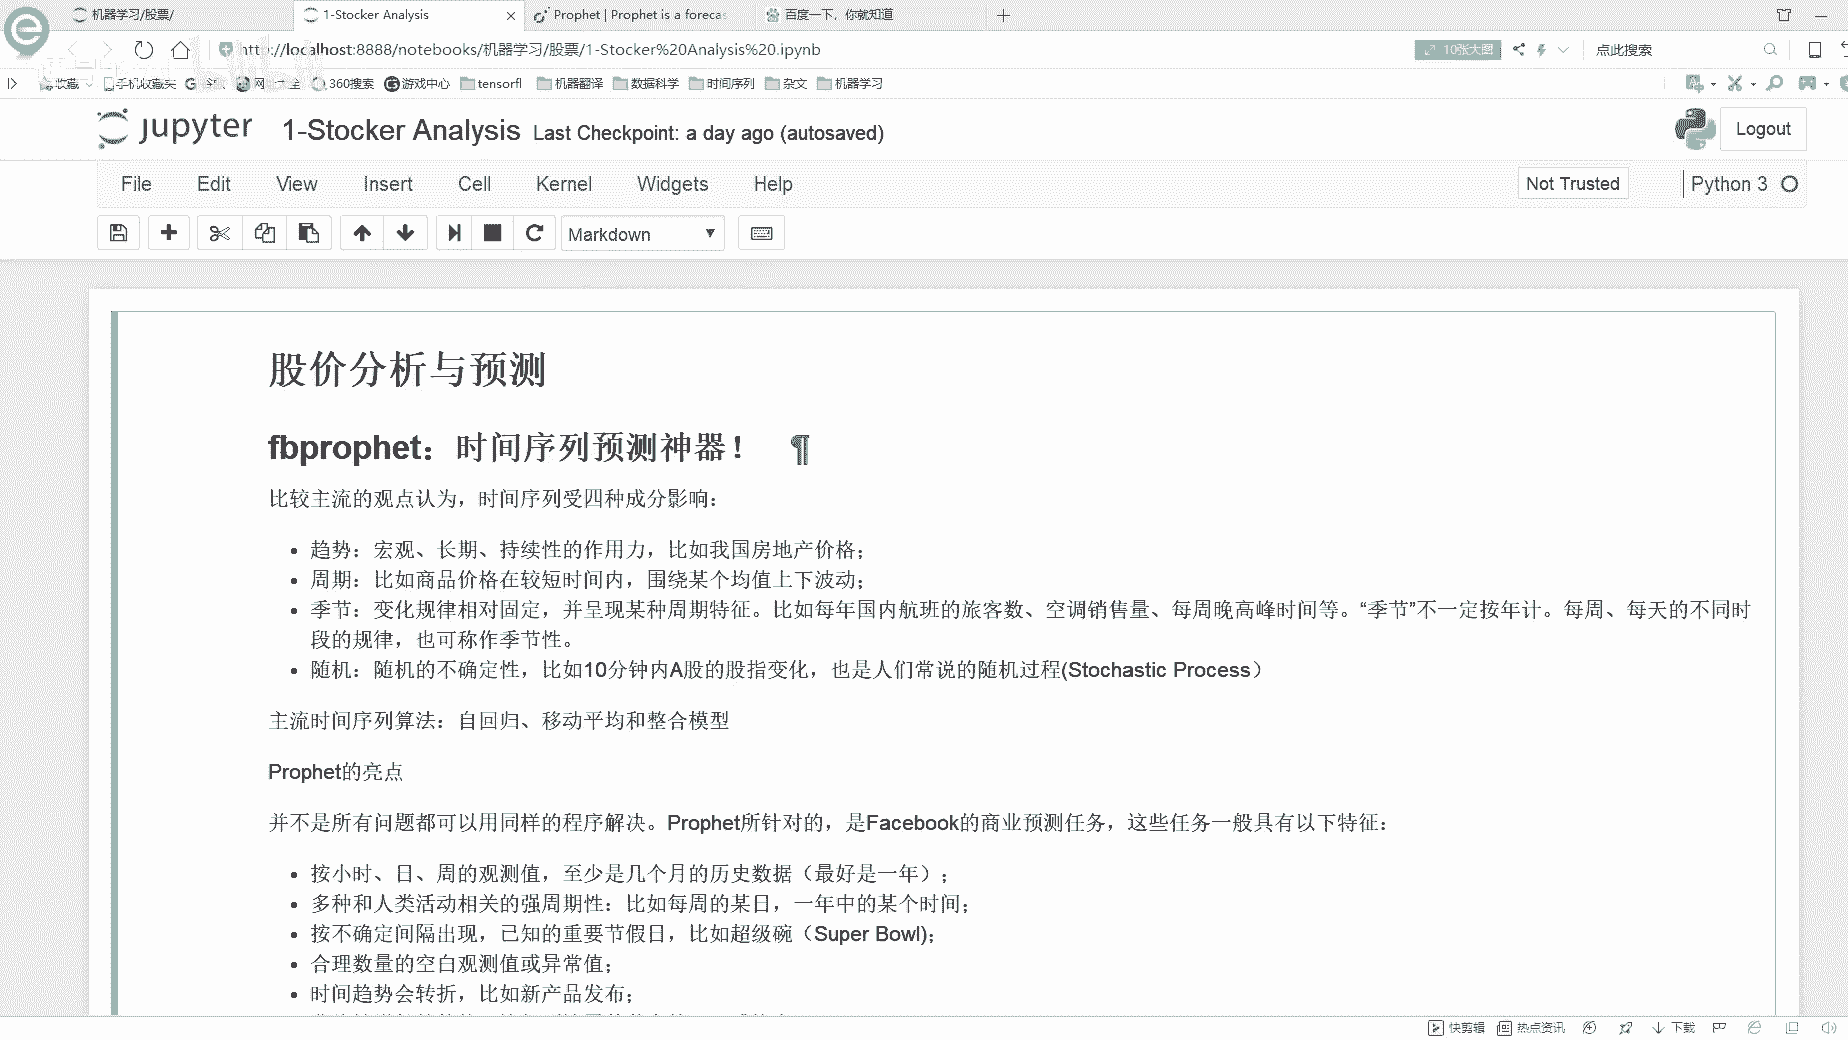 机器学习/股票/
1-Stocker Analysis
Prophet | Prophet is a forecas
百度一下，你就知道
http://localhost:8888/notebooks/机器学习/股票/1-Stocker%20Analysis%20.ipynb
10张大图
点此搜索
收藏
手机收藏夹
360搜索
游戏中心
tensorfl
机器翻译
数据科学
时间序列
杂文
机器学习
jupyter
1-Stocker Analysis Last Checkpoint: a day ago (autosaved)
Logout
File Edit View Insert Cell Kernel Widgets Help
Not Trusted
Python 3
Markdown
股价分析与预测
fbprophet：时间序列预测神器！ ¶
比较主流的观点认为，时间序列受四种成分影响：
• 趋势：宏观、长期、持续性的作用力，比如我国房地产价格；
• 周期：比如商品价格在较短时间内，围绕某个均值上下波动；
• 季节：变化规律相对固定，并呈现某种周期特征。比如每年国内航班的旅客数、空调销售量、每周晚高峰时间等。“季节”不一定按年计。每周、每天的不同时
段的规律，也可称作季节性。
• 随机：随机的不确定性，比如10分钟内A股的股指变化，也是人们常说的随机过程(Stochastic Process）
主流时间序列算法：自回归、移动平均和整合模型
Prophet的亮点
并不是所有问题都可以用同样的程序解决。Prophet所针对的，是Facebook的商业预测任务，这些任务一般具有以下特征：
• 按小时、日、周的观测值，至少是几个月的历史数据（最好是一年）；
• 多种和人类活动相关的强周期性：比如每周的某日，一年中的某个时间；
• 按不确定间隔出现，已知的重要节假日，比如超级碗（Super Bowl)；
• 合理数量的空白观测值或异常值；
• 时间趋势会转折，比如新产品发布；
快剪辑
热点资讯
下载